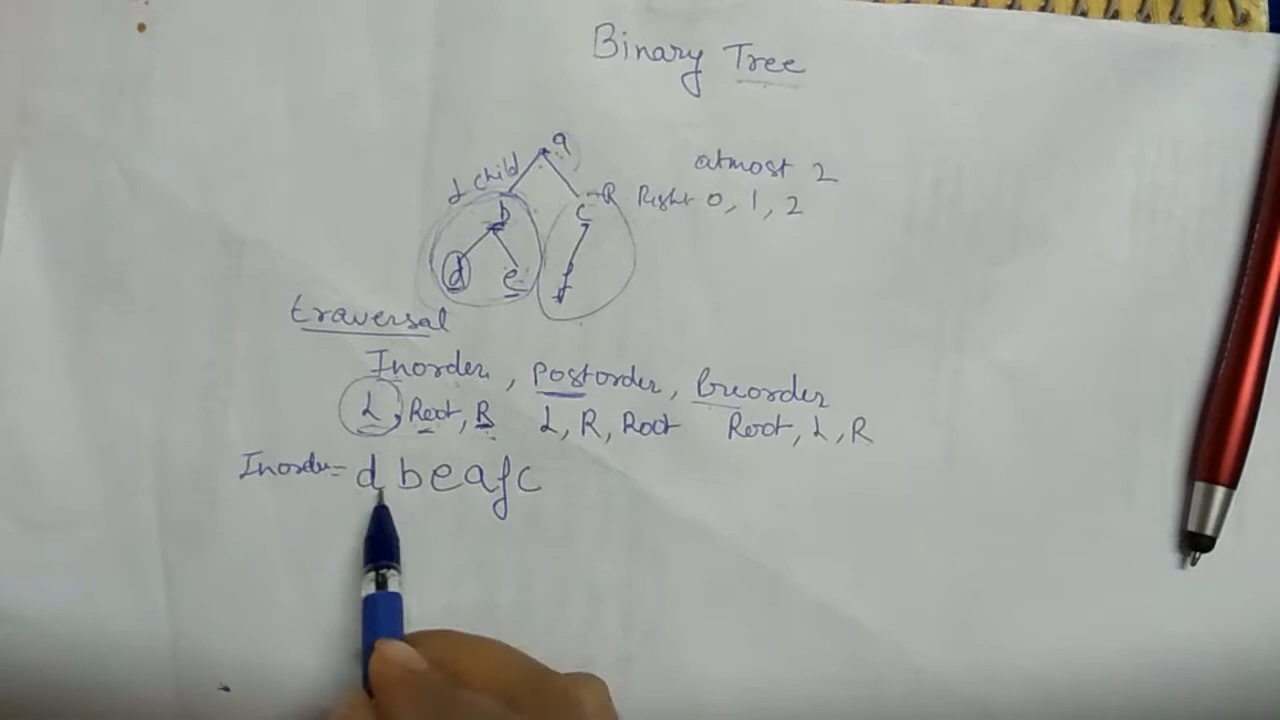 Binary Tree
a
atmost 2
L child
R Right 0, 1, 2
b c
d e f
traversal
Inorder, postorder, Preorder
L, Root, R L, R, Root Root, L, R
Inorder = d b e a f c